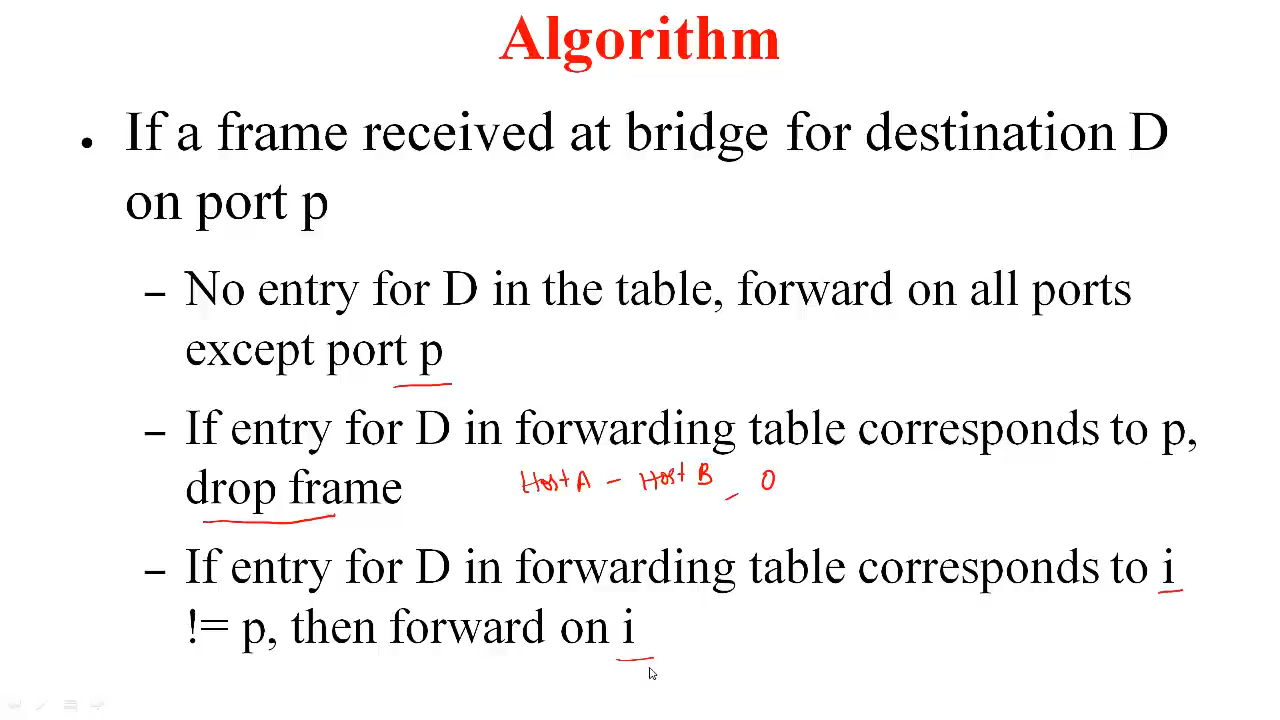 Algorithm
• If a frame received at bridge for destination D
on port p
– No entry for D in the table, forward on all ports
except port p
– If entry for D in forwarding table corresponds to p,
drop frame
Host A – Host B – 0
– If entry for D in forwarding table corresponds to i
!= p, then forward on i